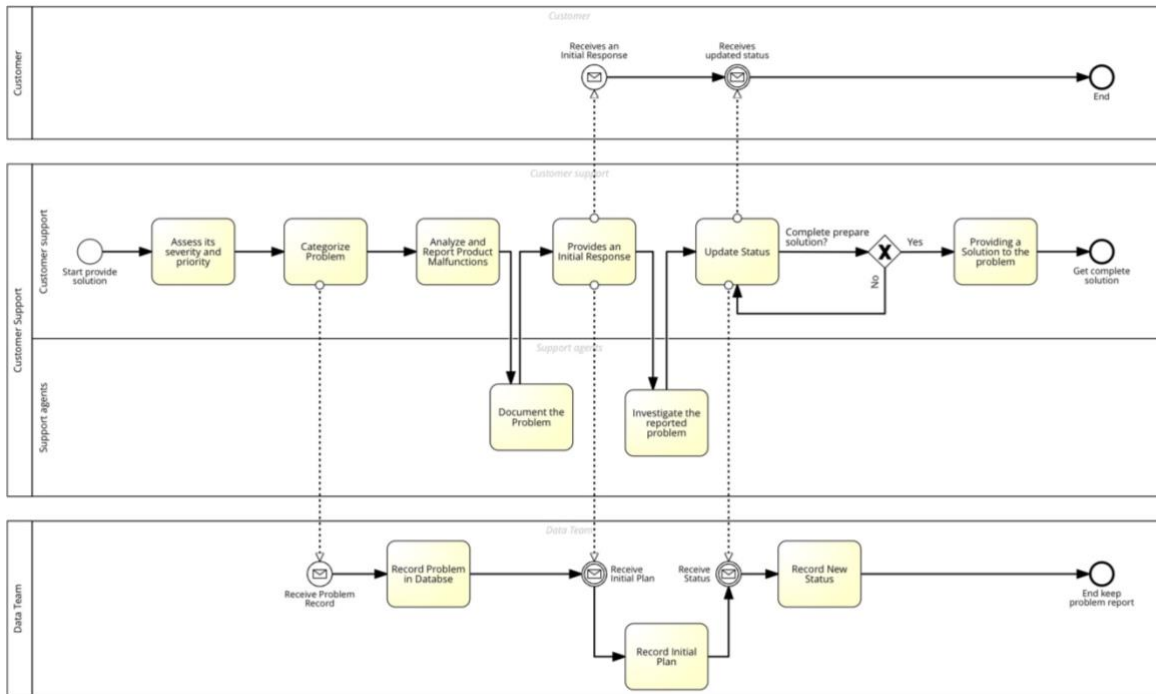 Customer
Customer
Receives an
Initial Response
Receives
updated status
End
Customer Support
Customer support
Customer support
Start provide
solution
Assess its
severity and
priority
Categorize
Problem
Analyze and
Report Product
Malfunctions
Provides an
Initial Response
Update Status
Complete prepare
solution?
X
Yes
No
Providing a
Solution to the
problem
Get complete
solution
Support agents
Support agents
Document the
Problem
Investigate the
reported
problem
Data Team
Data Team
Receive Problem
Record
Record Problem
in Databse
Receive
Initial Plan
Receive
Status
Record New
Status
End keep
problem report
Record Initial
Plan